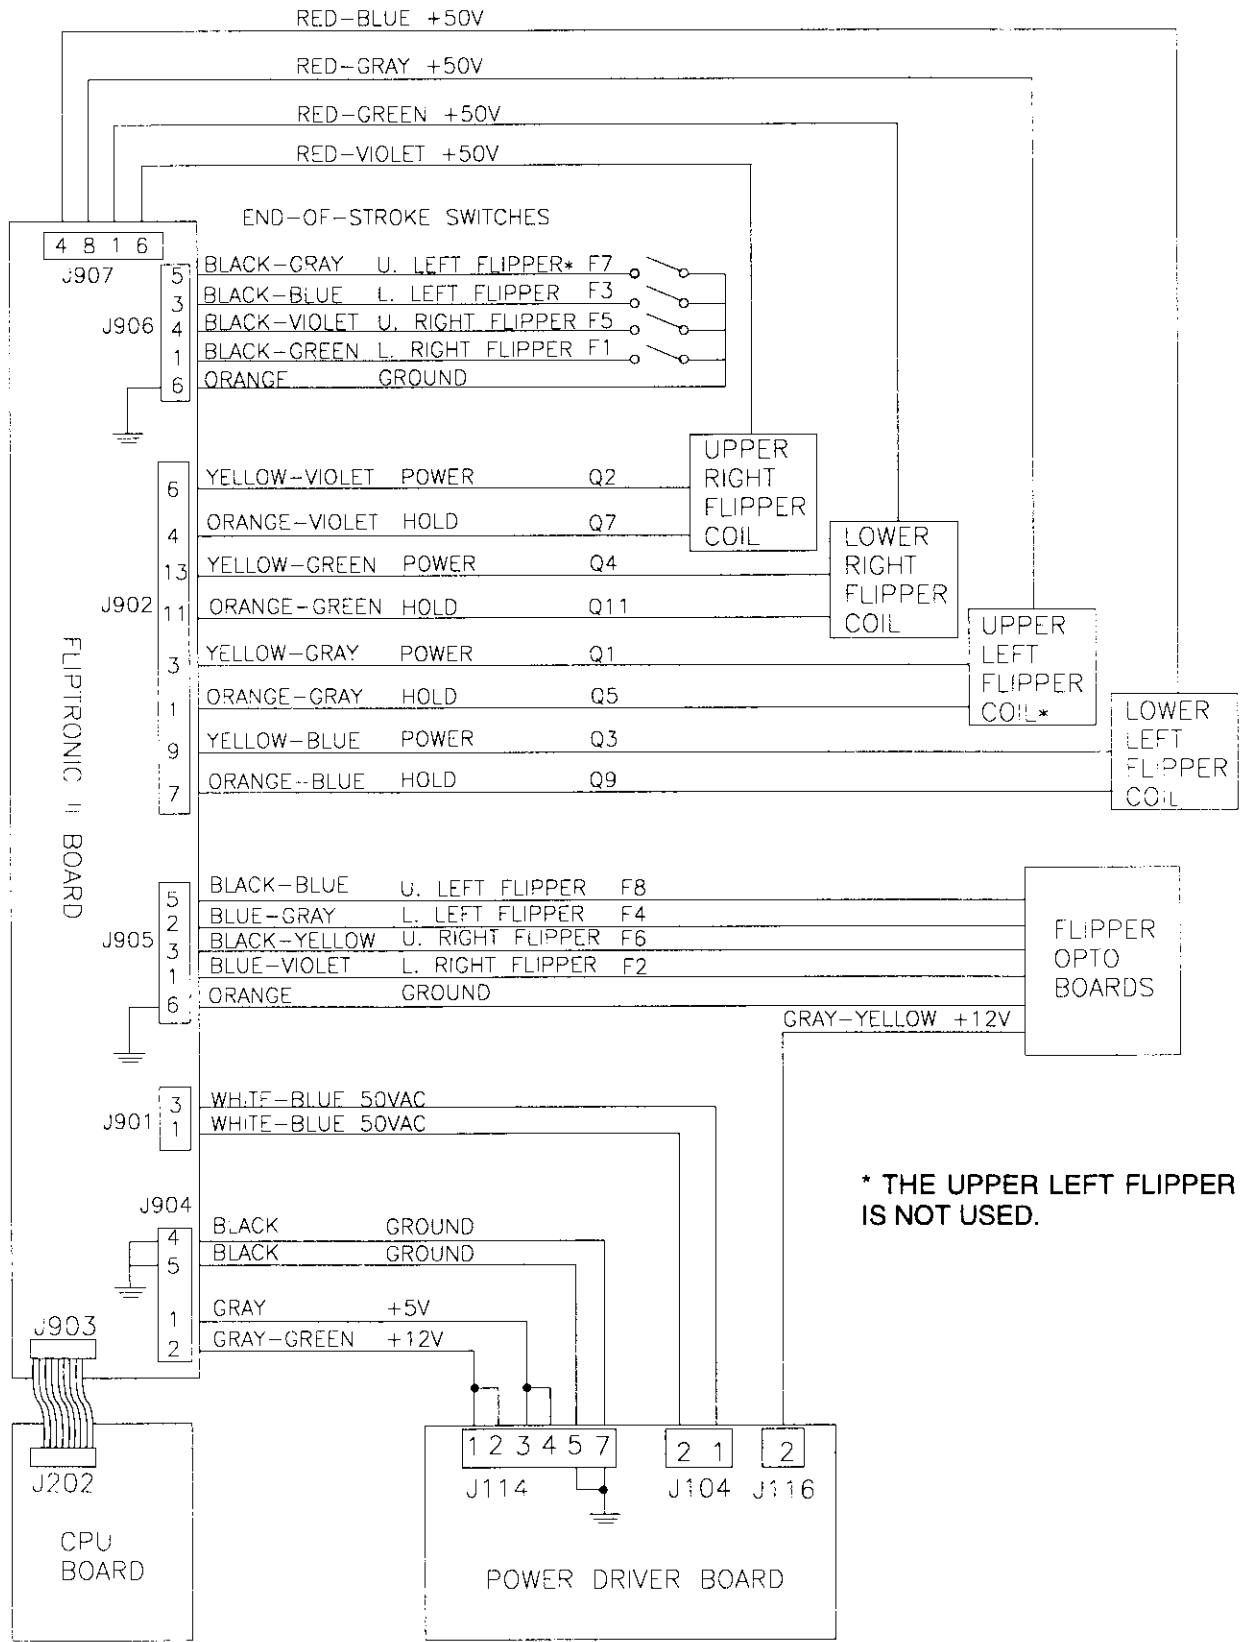 RED-BLUE +50V
RED-GRAY +50V
RED-GREEN +50V
RED-VIOLET +50V
END-OF-STROKE SWITCHES
4 8 1 6
J907
J906
5 BLACK-GRAY U. LEFT FLIPPER* F7
3 BLACK-BLUE L. LEFT FLIPPER F3
4 BLACK-VIOLET U. RIGHT FLIPPER F5
1 BLACK-GREEN L. RIGHT FLIPPER F1
6 ORANGE GROUND
J902
6 YELLOW-VIOLET POWER Q2
4 ORANGE-VIOLET HOLD Q7
13 YELLOW-GREEN POWER Q4
11 ORANGE-GREEN HOLD Q11
3 YELLOW-GRAY POWER Q1
1 ORANGE-GRAY HOLD Q5
9 YELLOW-BLUE POWER Q3
7 ORANGE-BLUE HOLD Q9
UPPER
RIGHT
FLIPPER
COIL
LOWER
RIGHT
FLIPPER
COIL
UPPER
LEFT
FLIPPER
COIL*
LOWER
LEFT
FLIPPER
COIL
FLIPTRONIC II BOARD
J905
5 BLACK-BLUE U. LEFT FLIPPER F8
2 BLUE-GRAY L. LEFT FLIPPER F4
3 BLACK-YELLOW U. RIGHT FLIPPER F6
1 BLUE-VIOLET L. RIGHT FLIPPER F2
6 ORANGE GROUND
FLIPPER
OPTO
BOARDS
GRAY-YELLOW +12V
J901
3 WHITE-BLUE 50VAC
1 WHITE-BLUE 50VAC
* THE UPPER LEFT FLIPPER
IS NOT USED.
J904
4 BLACK GROUND
5 BLACK GROUND
1 GRAY +5V
2 GRAY-GREEN +12V
J903
J202
CPU
BOARD
1 2 3 4 5 7
J114
2 1
J104
2
J116
POWER DRIVER BOARD